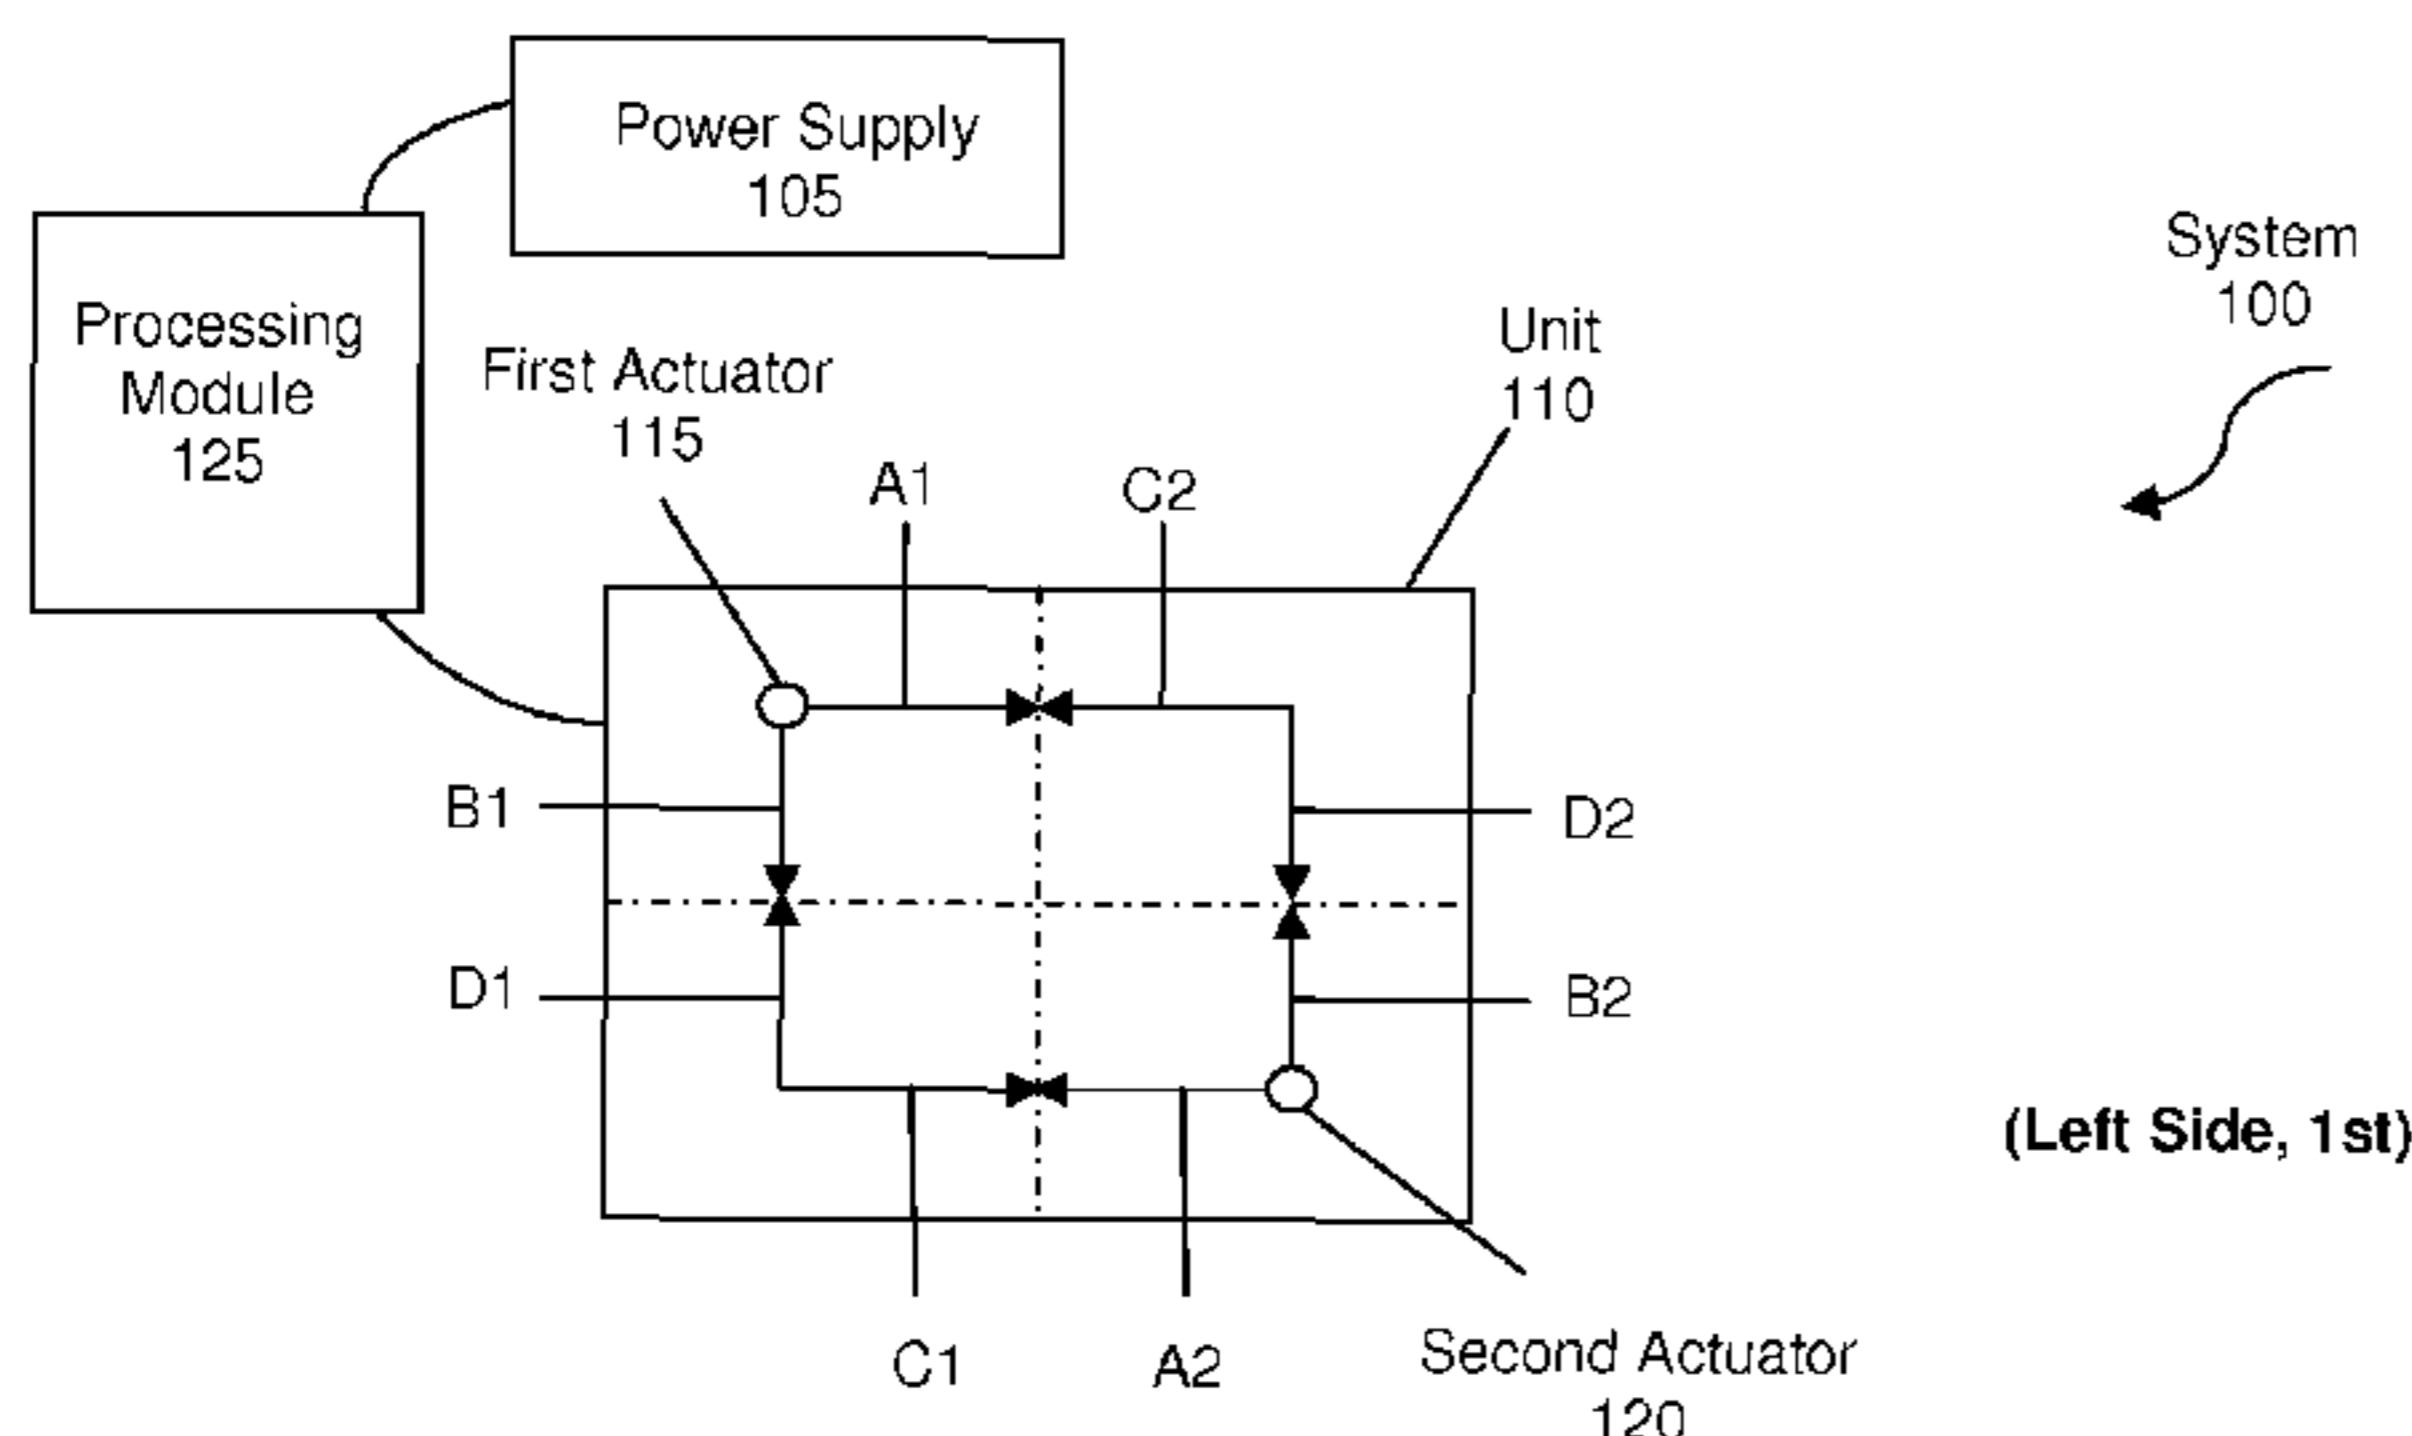 Power Supply
105
System
100
Processing
Module
125
Unit
110
First Actuator
115
A1
C2
B1
D2
D1
B2
(Left Side, 1st)
C1
A2
Second Actuator
120